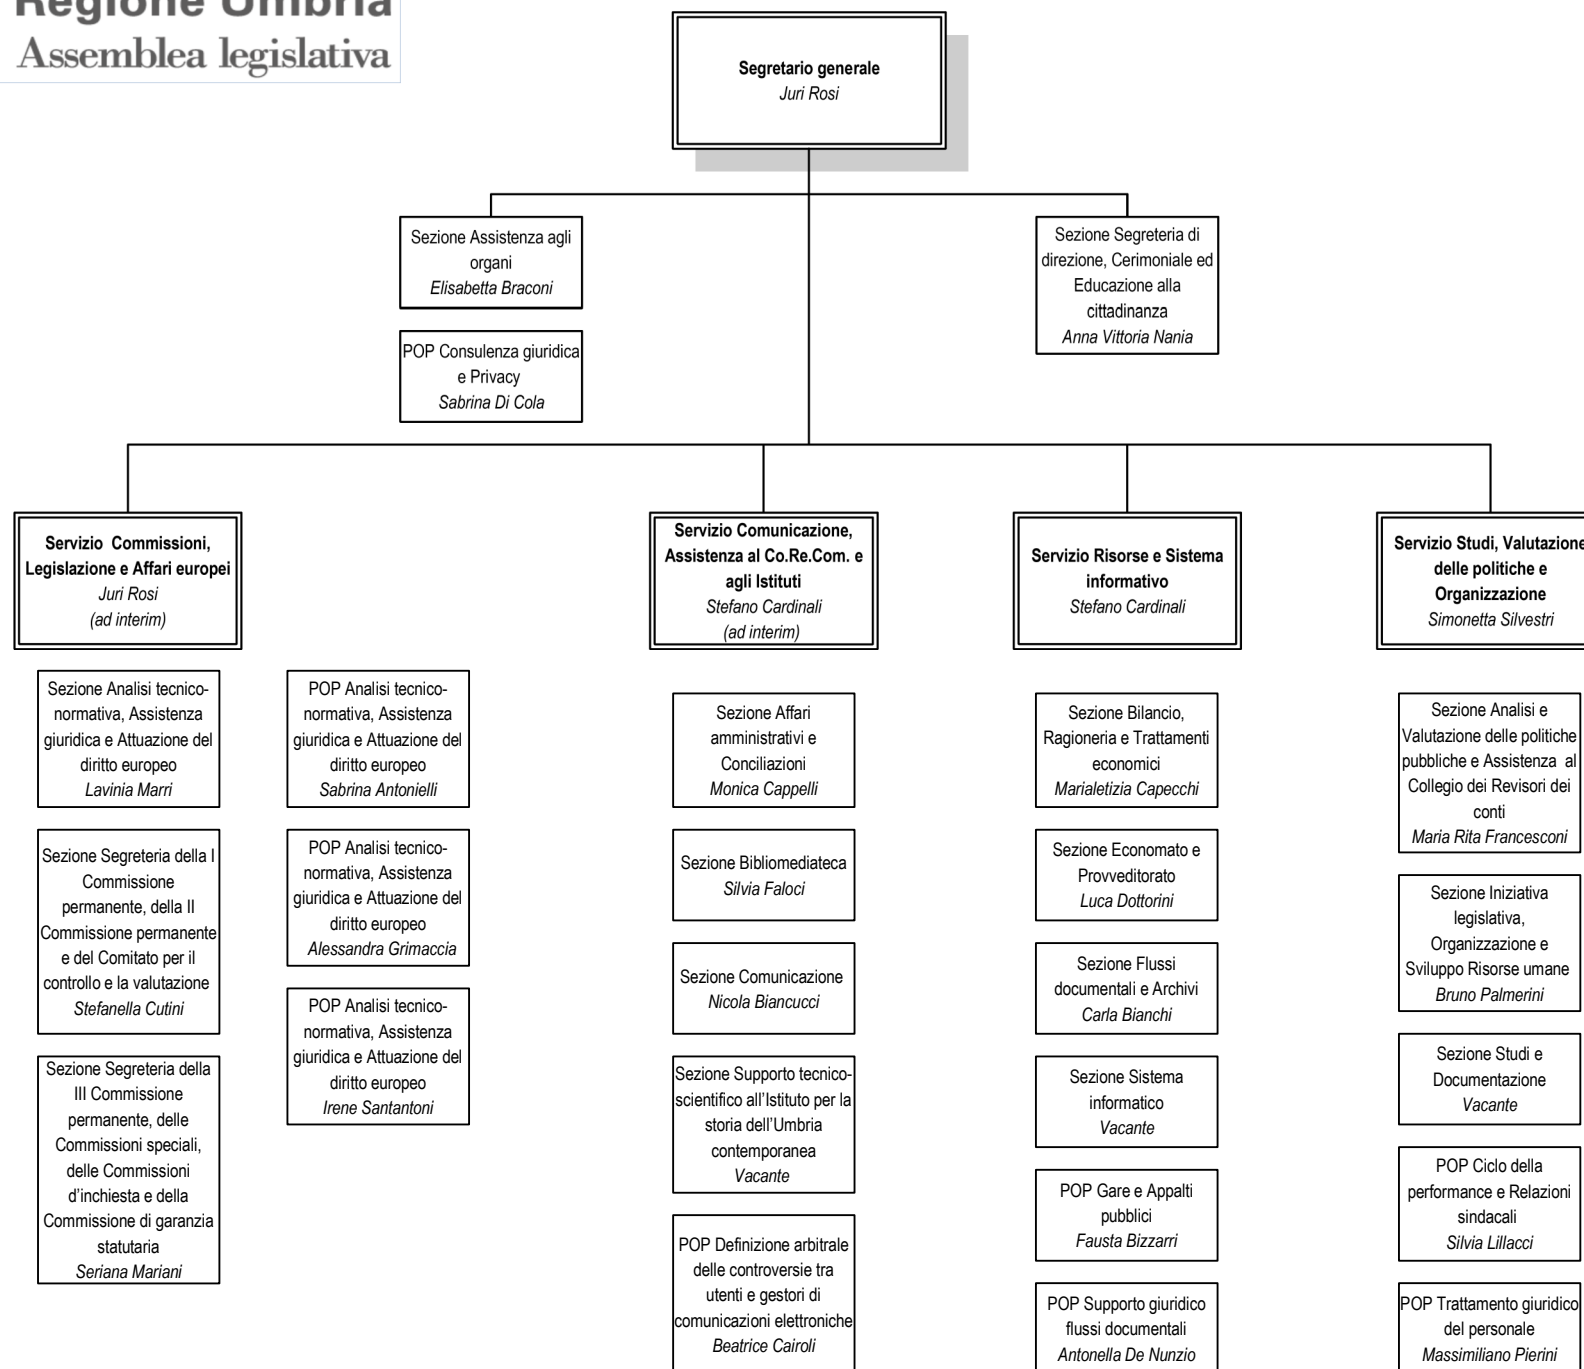 Regione Umbria
Assemblea legislativa
Segretario generale
Juri Rosi
Sezione Assistenza agli
organi
Elisabetta Braconi
POP Consulenza giuridica
e Privacy
Sabrina Di Cola
Sezione Segreteria di
direzione, Cerimoniale ed
Educazione alla
cittadinanza
Anna Vittoria Nania
Servizio Commissioni,
Legislazione e Affari europei
Juri Rosi
(ad interim)
Sezione Analisi tecnico-
normativa, Assistenza
giuridica e Attuazione del
diritto europeo
Lavinia Marri
Sezione Segreteria della I
Commissione
permanente, della II
Commissione permanente
e del Comitato per il
controllo e la valutazione
Stefanella Cutini
Sezione Segreteria della
III Commissione
permanente, delle
Commissioni speciali,
delle Commissioni
d'inchiesta e della
Commissione di garanzia
statutaria
Seriana Mariani
POP Analisi tecnico-
normativa, Assistenza
giuridica e Attuazione del
diritto europeo
Sabrina Antonielli
POP Analisi tecnico-
normativa, Assistenza
giuridica e Attuazione del
diritto europeo
Alessandra Grimaccia
POP Analisi tecnico-
normativa, Assistenza
giuridica e Attuazione del
diritto europeo
Irene Santantoni
Servizio Comunicazione,
Assistenza al Co.Re.Com. e
agli Istituti
Stefano Cardinali
(ad interim)
Sezione Affari
amministrativi e
Conciliazioni
Monica Cappelli
Sezione Bibliomediateca
Silvia Faloci
Sezione Comunicazione
Nicola Biancucci
Sezione Supporto tecnico-
scientifico all'Istituto per la
storia dell'Umbria
contemporanea
Vacante
POP Definizione arbitrale
delle controversie tra
utenti e gestori di
comunicazioni elettroniche
Beatrice Cairoli
Servizio Risorse e Sistema
informativo
Stefano Cardinali
Sezione Bilancio,
Ragioneria e Trattamenti
economici
Marialetizia Capecchi
Sezione Economato e
Provveditorato
Luca Dottorini
Sezione Flussi
documentali e Archivi
Carla Bianchi
Sezione Sistema
informatico
Vacante
POP Gare e Appalti
pubblici
Fausta Bizzarri
POP Supporto giuridico
flussi documentali
Antonella De Nunzio
Servizio Studi, Valutazione
delle politiche e
Organizzazione
Simonetta Silvestri
Sezione Analisi e
Valutazione delle politiche
pubbliche e Assistenza al
Collegio dei Revisori dei
conti
Maria Rita Francesconi
Sezione Iniziativa
legislativa,
Organizzazione e
Sviluppo Risorse umane
Bruno Palmerini
Sezione Studi e
Documentazione
Vacante
POP Ciclo della
performance e Relazioni
sindacali
Silvia Lillacci
POP Trattamento giuridico
del personale
Massimiliano Pierini